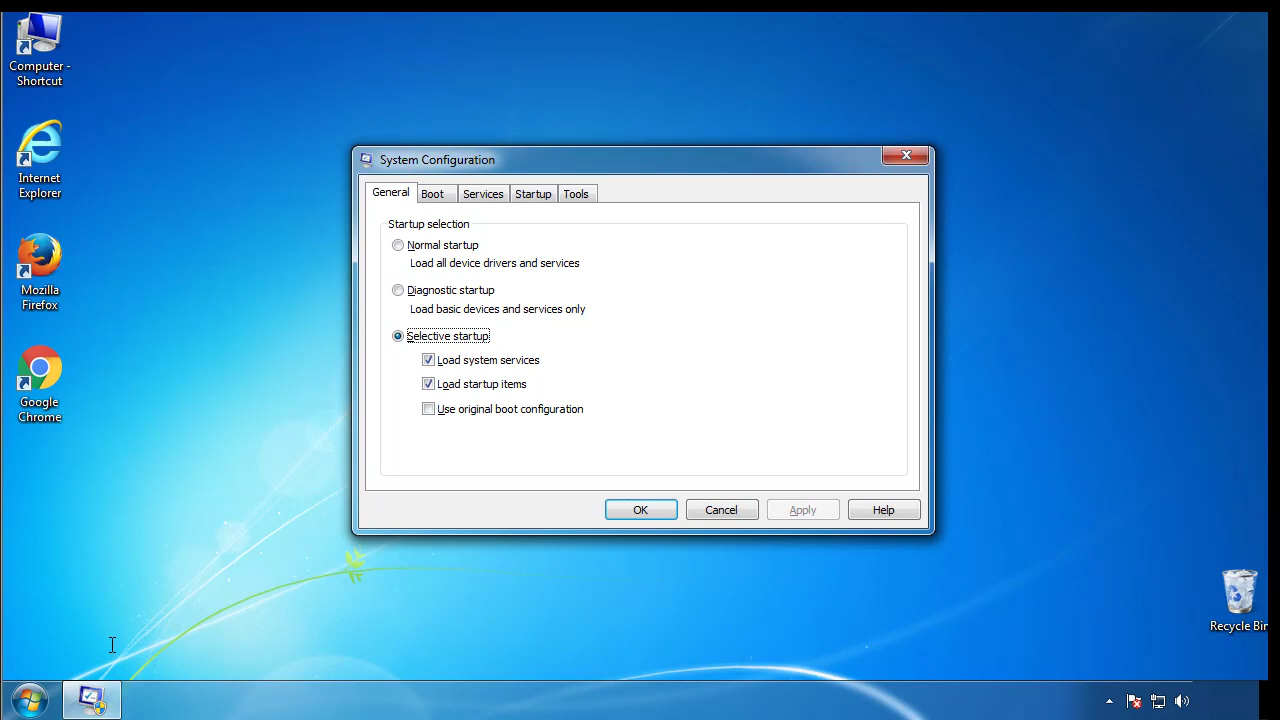 Computer -
Shortcut
Internet
Explorer
Mozilla
Firefox
Google
Chrome
System Configuration
General Boot Services Startup Tools
Startup selection
Normal startup
Load all device drivers and services
Diagnostic startup
Load basic devices and services only
Selective startup
Load system services
Load startup items
Use original boot configuration
OK Cancel Apply Help
Recycle Bin